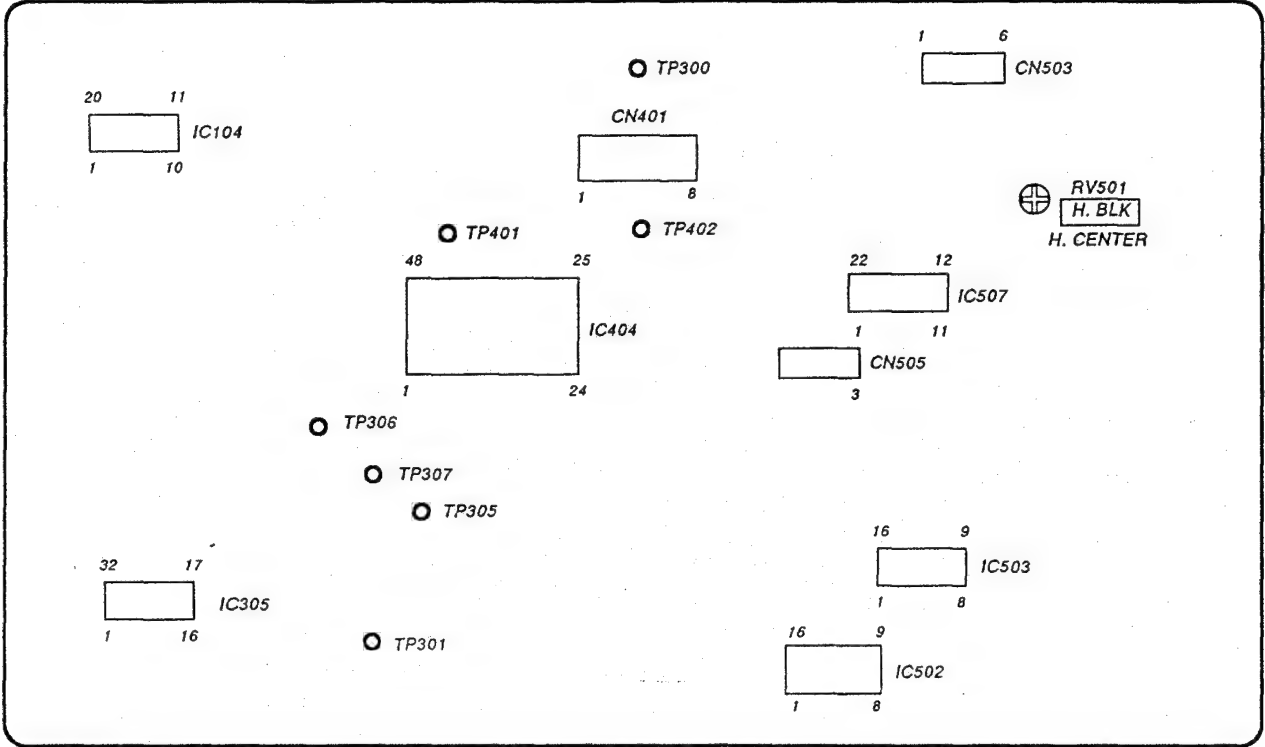 1 6
TP300
CN503
20 11
IC104
1 10
CN401
1 8
RV501
H. BLK
H. CENTER
TP401
TP402
48 25
IC404
1 24
22 12
IC507
1 11
CN505
3
TP306
TP307
TP305
32 17
IC305
1 16
16 9
IC503
1 8
TP301
16 9
IC502
1 8